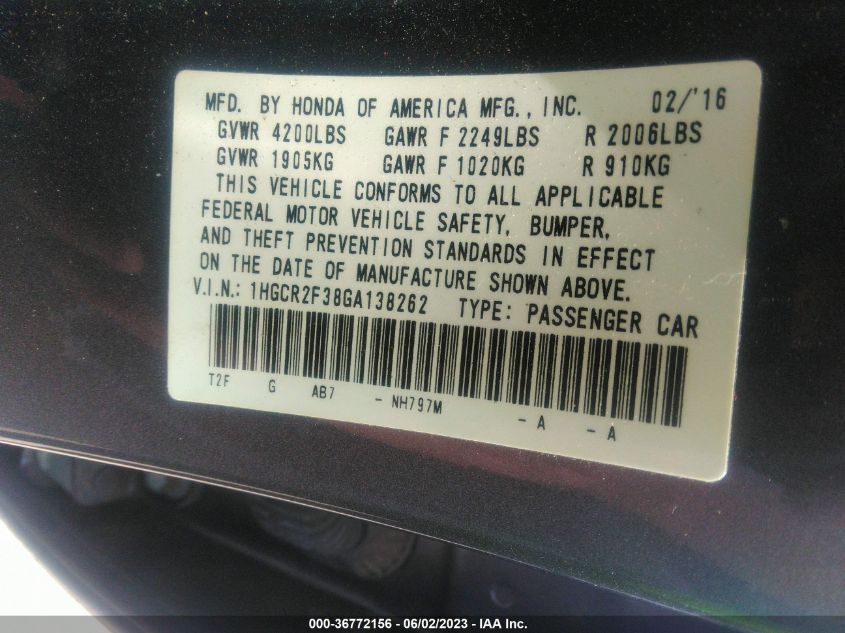 MFD. BY HONDA OF AMERICA MFG., INC. 02/'16
GVWR 4200LBS GAWR F 2249LBS R 2006LBS
GVWR 1905KG GAWR F 1020KG R 910KG
THIS VEHICLE CONFORMS TO ALL APPLICABLE
FEDERAL MOTOR VEHICLE SAFETY, BUMPER,
AND THEFT PREVENTION STANDARDS IN EFFECT
ON THE DATE OF MANUFACTURE SHOWN ABOVE.
V.I.N.: 1HGCR2F38GA138262 TYPE: PASSENGER CAR
T2F G AB7 - NH797M - A - A
000-36772156 - 06/02/2023 - IAA Inc.